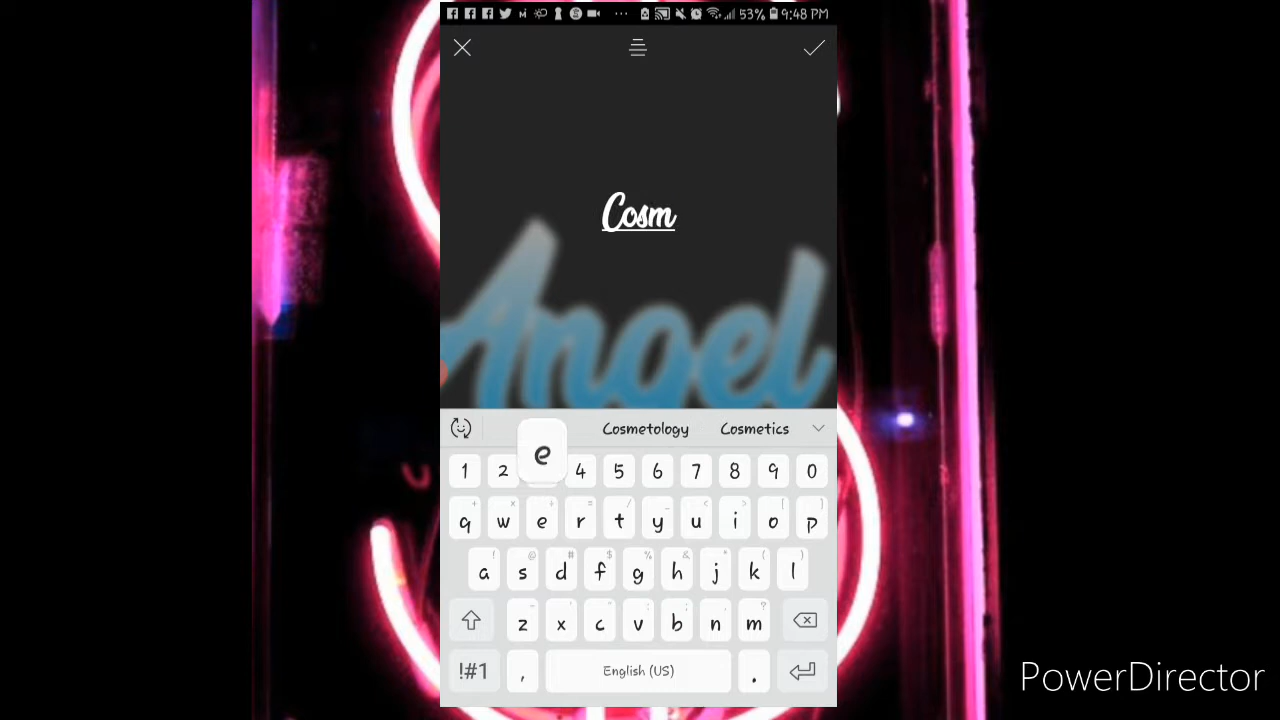 53% 9:48 PM
Cosm
Angel
Cosmetology Cosmetics
e
1 2 4 5 6 7 8 9 0
q w e r t y u i o p
a s d f g h j k l
z x c v b n m
!#1 , English (US) .
PowerDirector